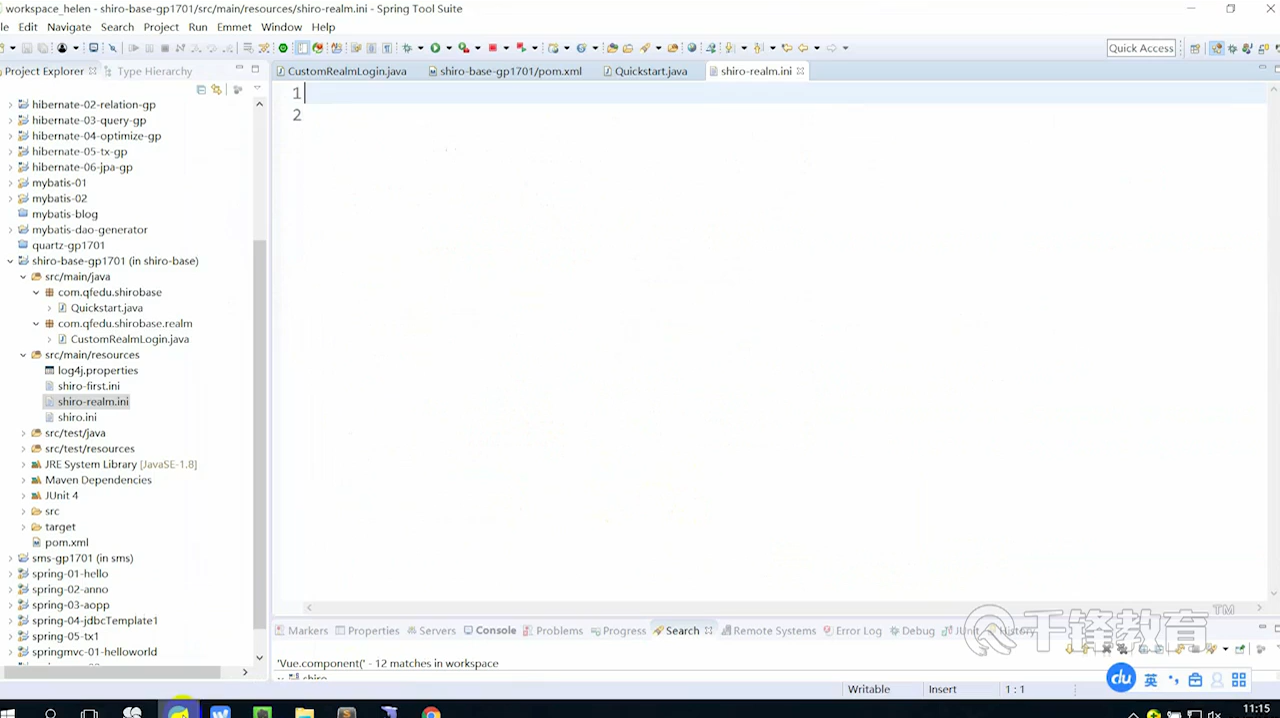 workspace_helen - shiro-base-gp1701/src/main/resources/shiro-realm.ini - Spring Tool Suite
le Edit Navigate Search Project Run Emmet Window Help
Quick Access
Project Explorer Type Hierarchy
CustomRealmLogin.java shiro-base-gp1701/pom.xml Quickstart.java shiro-realm.ini
1
2
hibernate-02-relation-gp
hibernate-03-query-gp
hibernate-04-optimize-gp
hibernate-05-tx-gp
hibernate-06-jpa-gp
mybatis-01
mybatis-02
mybatis-blog
mybatis-dao-generator
quartz-gp1701
shiro-base-gp1701 (in shiro-base)
src/main/java
com.qfedu.shirobase
Quickstart.java
com.qfedu.shirobase.realm
CustomRealmLogin.java
src/main/resources
log4j.properties
shiro-first.ini
shiro-realm.ini
shiro.ini
src/test/java
src/test/resources
JRE System Library [JavaSE-1.8]
Maven Dependencies
JUnit 4
src
target
pom.xml
sms-gp1701 (in sms)
spring-01-hello
spring-02-anno
spring-03-aopp
spring-04-jdbcTemplate1
spring-05-tx1
springmvc-01-helloworld
Markers Properties Servers Console Problems Progress Search Remote Systems Error Log Debug JUnit History
千锋教育 TM
'Vue.component(' - 12 matches in workspace
shiro
du 英
Writable Insert 1 : 1
11:15